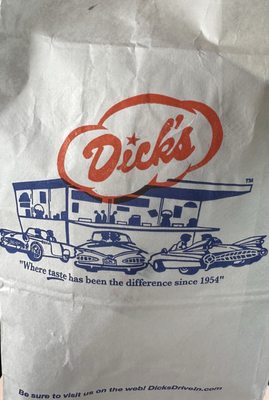 Dick's
TM
"Where taste has been the difference since 1954"
Be sure to visit us on the web! DicksDriveIn.com